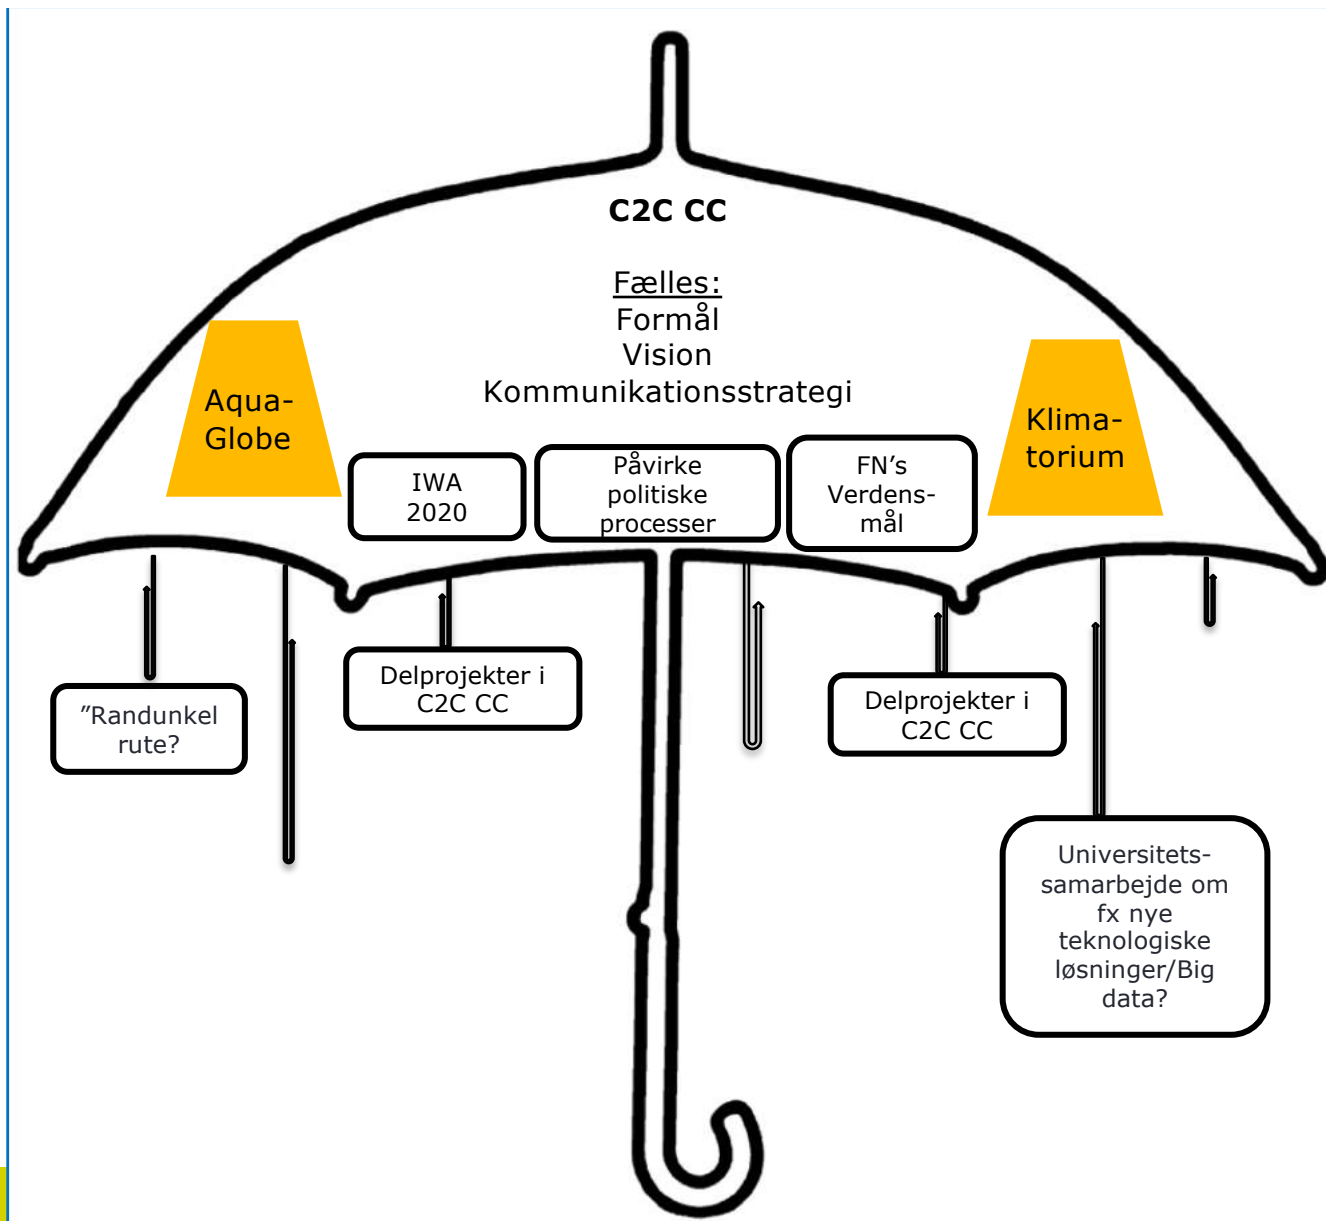 C2C CC
Fælles:
Formål
Vision
Kommunikationsstrategi
Aqua-
Globe
IWA
2020
Påvirke
politiske
processer
FN's
Verdens-
mål
Klima-
torium
"Randunkel
rute?
Delprojekter i
C2C CC
Delprojekter i
C2C CC
Universitets-
samarbejde om
fx nye
teknologiske
løsninger/Big
data?